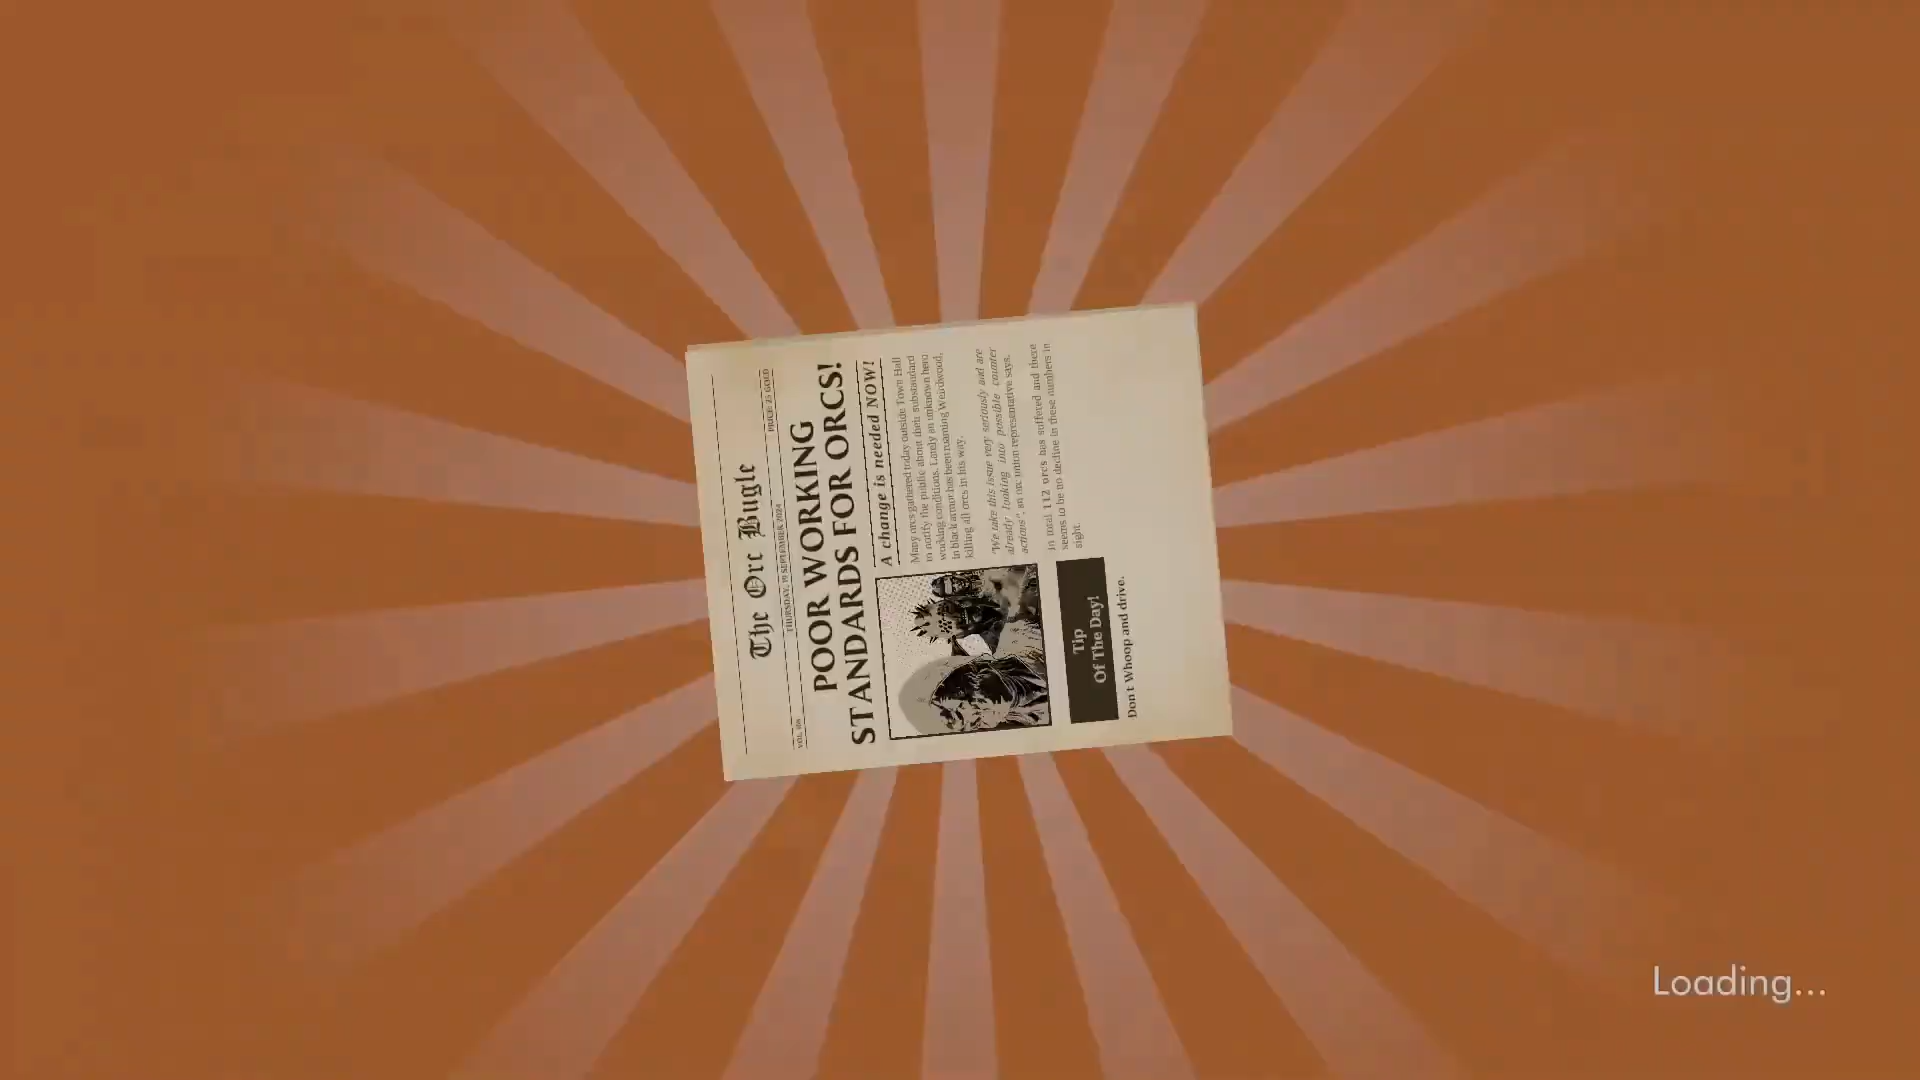 The Orc Bugle
THURSDAY, 19 SEPTEMBER 2024
PRICE: 25 GOLD
POOR WORKING
STANDARDS FOR ORCS!
A change is needed NOW!
Many orcs gathered today outside Town Hall
to notify the public about their substandard
working conditions. Lately an unknown hero
in black armor has been roaming Weirdwood,
killing all orcs in his way.
"We take this issue very seriously and are
already looking into possible counter
actions", an orc union representative says.
In total 112 orcs has suffered and there
seems to be no decline in these numbers in
sight.
Tip
Of The Day!
Don't Whoop and drive.
Loading...